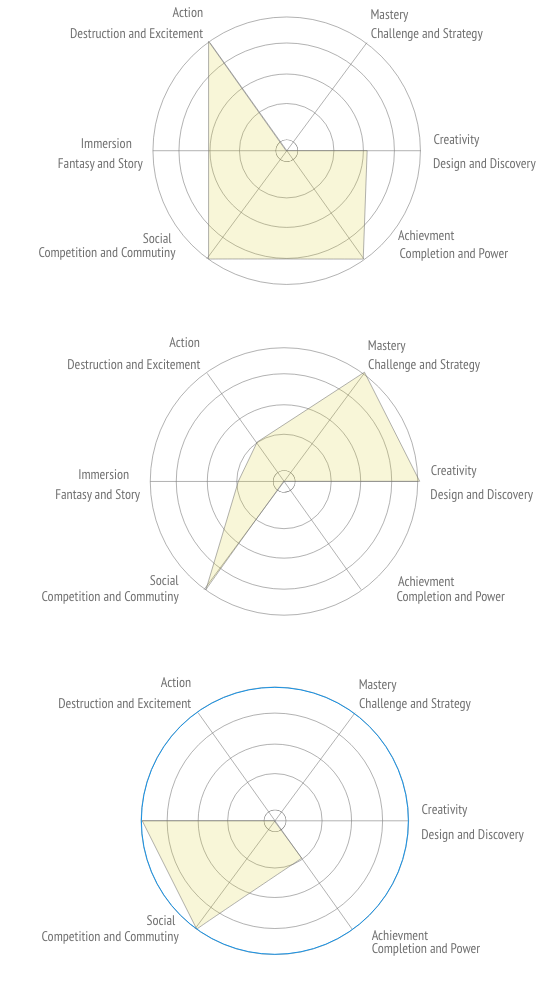 Action
Destruction and Excitement
Mastery
Challenge and Strategy
Immersion
Fantasy and Story
Creativity
Design and Discovery
Social
Competition and Commutiny
Achievment
Completion and Power
Action
Destruction and Excitement
Mastery
Challenge and Strategy
Immersion
Fantasy and Story
Creativity
Design and Discovery
Social
Competition and Commutiny
Achievment
Completion and Power
Action
Destruction and Excitement
Mastery
Challenge and Strategy
Creativity
Design and Discovery
Social
Competition and Commutiny
Achievment
Completion and Power